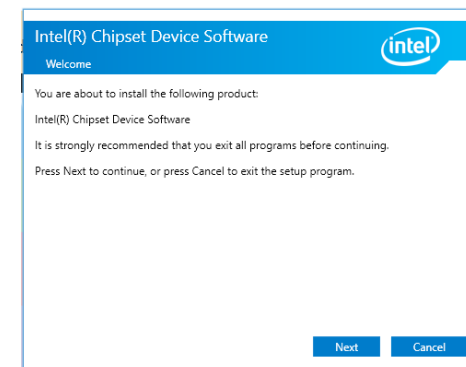 Intel(R) Chipset Device Software
intel
Welcome
You are about to install the following product:
Intel(R) Chipset Device Software
It is strongly recommended that you exit all programs before continuing.
Press Next to continue, or press Cancel to exit the setup program.
Next
Cancel